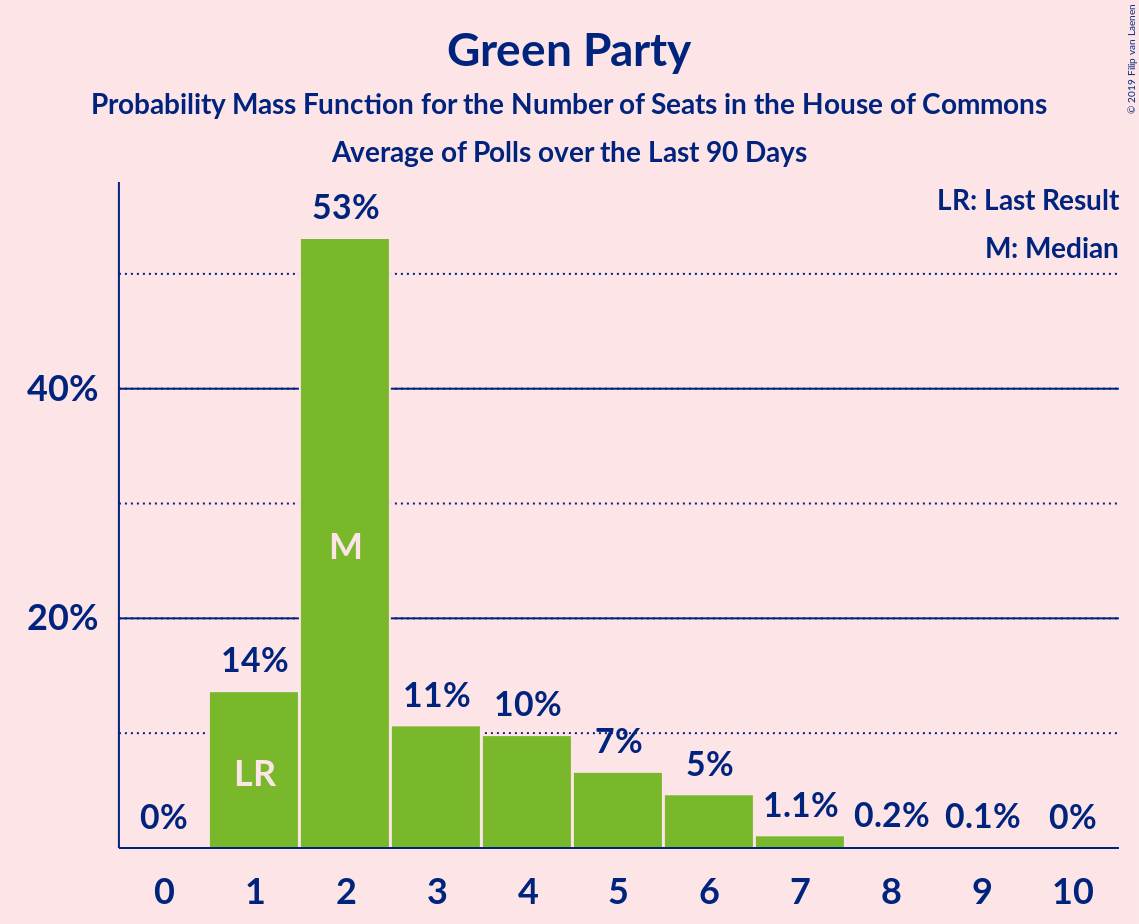 Green Party
Probability Mass Function for the Number of Seats in the House of Commons
Average of Polls over the Last 90 Days
© 2019 Filip van Laenen
LR: Last Result
M: Median
53%
40%
M
20%
14%
11%
10%
7%
5%
LR
0%
1.1%
0.2%
0.1%
0%
0 1 2 3 4 5 6 7 8 9 10